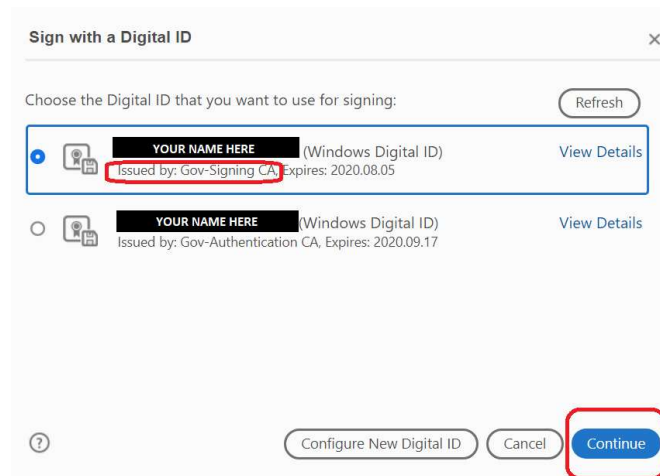 Sign with a Digital ID
Choose the Digital ID that you want to use for signing:
Refresh
YOUR NAME HERE (Windows Digital ID)
View Details
Issued by: Gov-Signing CA, Expires: 2020.08.05
YOUR NAME HERE (Windows Digital ID)
View Details
Issued by: Gov-Authentication CA, Expires: 2020.09.17
?
Configure New Digital ID
Cancel
Continue